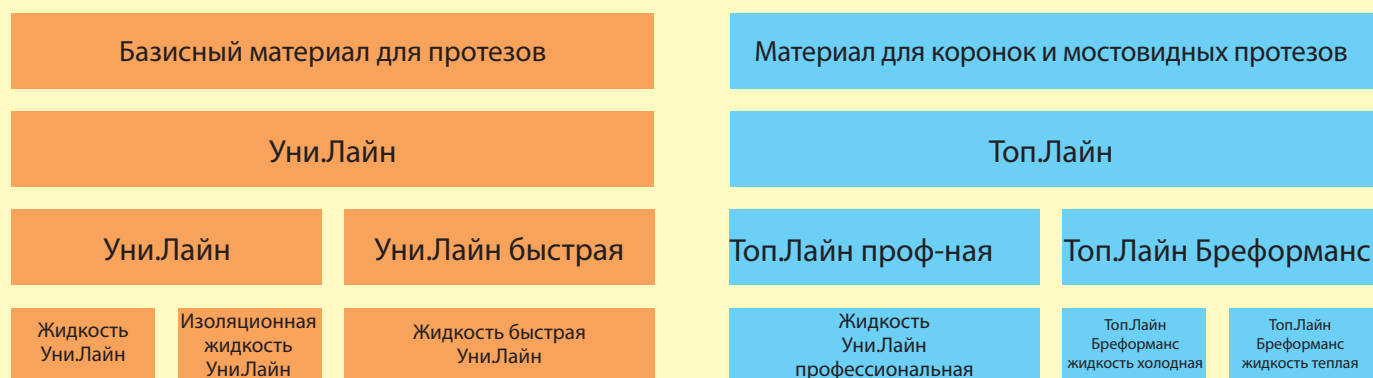 Базисный материал для протезов
Материал для коронок и мостовидных протезов
Уни.Лайн
Топ.Лайн
Уни.Лайн
Уни.Лайн быстрая
Топ.Лайн проф-ная
Топ.Лайн Бреформанс
Жидкость
Уни.Лайн
Изоляционная
жидкость
Уни.Лайн
Жидкость быстрая
Уни.Лайн
Жидкость
Уни.Лайн
профессиональная
Топ.Лайн
Бреформанс
жидкость холодная
Топ.Лайн
Бреформанс
жидкость теплая